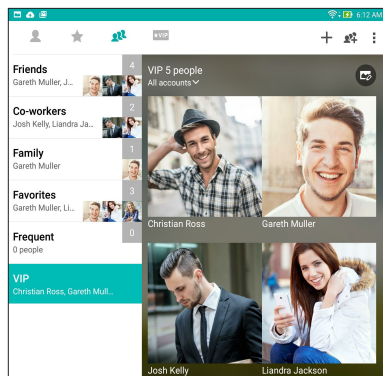 6:12 AM
VIP
Friends
4
Gareth Muller, J...
Co-workers
2
Josh Kelly, Liandra Ja...
Family
1
Gareth Muller
Favorites
3
Gareth Muller, Li...
Frequent
0
0 people
VIP
Christian Ross, Gareth Mull...
VIP 5 people
All accounts
Christian Ross
Gareth Muller
Josh Kelly
Liandra Jackson